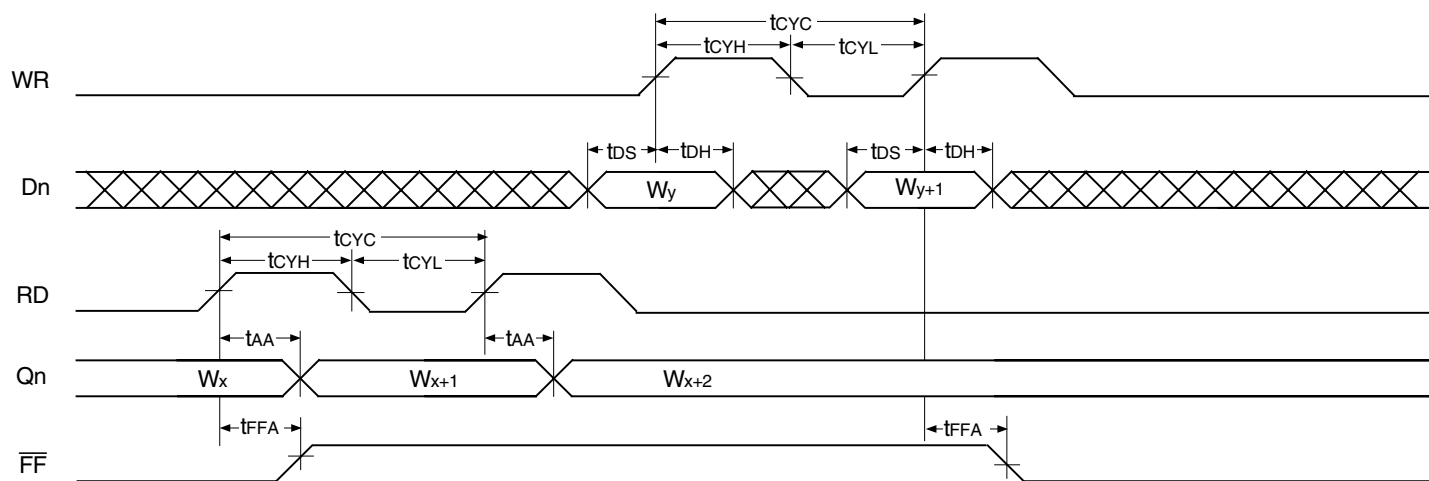 tCYC
tCYH tCYL
WR
tDS tDH tDS tDH
Dn Wy Wy+1
tCYC
tCYH tCYL
RD
tAA tAA
Qn Wx Wx+1 Wx+2
tFFA tFFA
F̅F̅